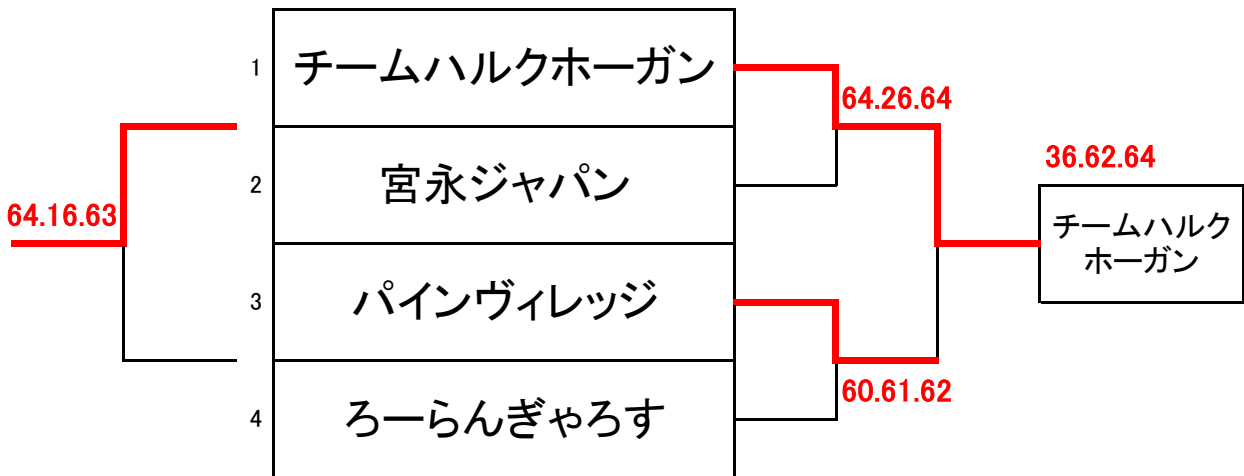 1
チームハルクホーガン
64.26.64
2
宮永ジャパン
36.62.64
64.16.63
チームハルク
ホーガン
3
パインヴィレッジ
60.61.62
4
ろーらんぎゃろす